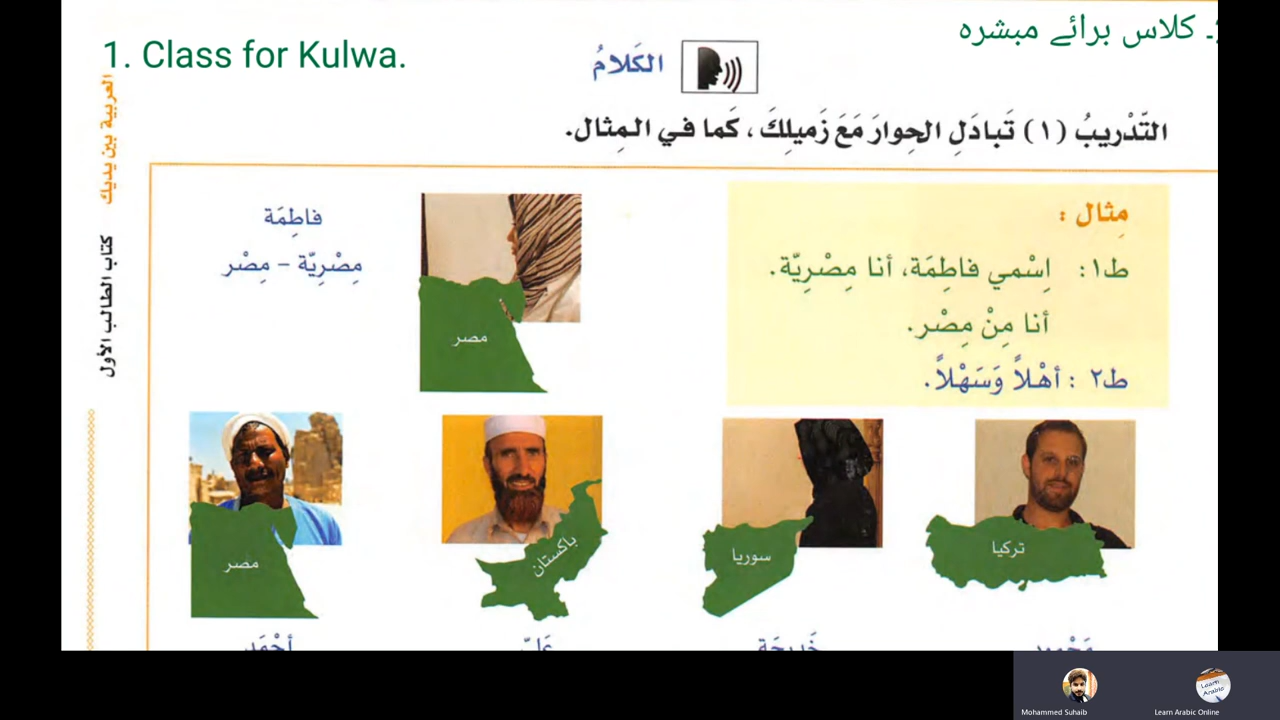 1. Class for Kulwa.
کلاس برائے مبشرہ
الكَلامُ
التَّدْريبُ (١) تَبادَلِ الحِوارَ مَعَ زَميلِكَ ، كَما في المِثال.
مِثال :
ط١: اِسْمي فاطِمَة، أنا مِصْرِيَّة.
أنا مِنْ مِصْر.
ط٢ : أهْلاً وَسَهْلاً.
فاطِمَة
مِصْرِيَّة – مِصْر
مصر
تركيا
سوريا
باكستان
مصر
العربية بين يديك
كتاب الطالب الأول
Mohammed Suhaib
Learn Arabic Online
Learn Arabic